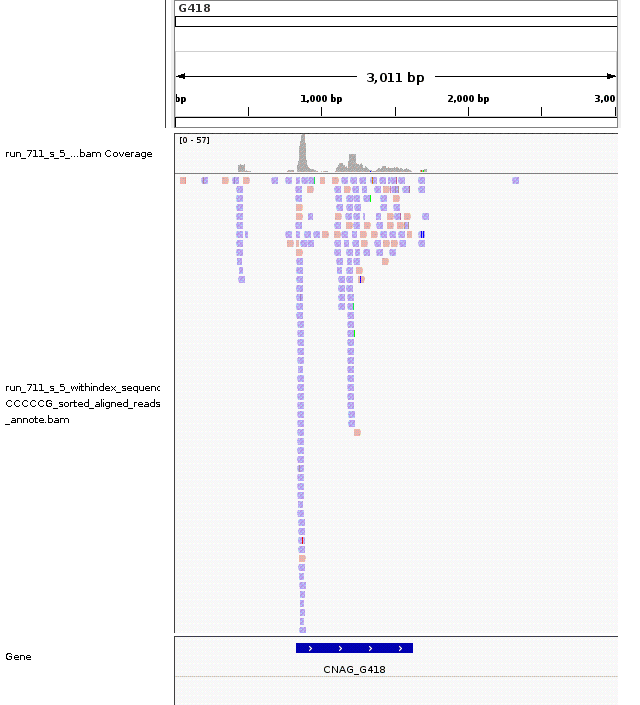 G418
3,011 bp
bp 1,000 bp 2,000 bp 3,00
[0 - 57]
run_711_s_5_...bam Coverage
run_711_s_5_withindex_sequenc
CCCCCG_sorted_aligned_reads
_annote.bam
Gene
CNAG_G418